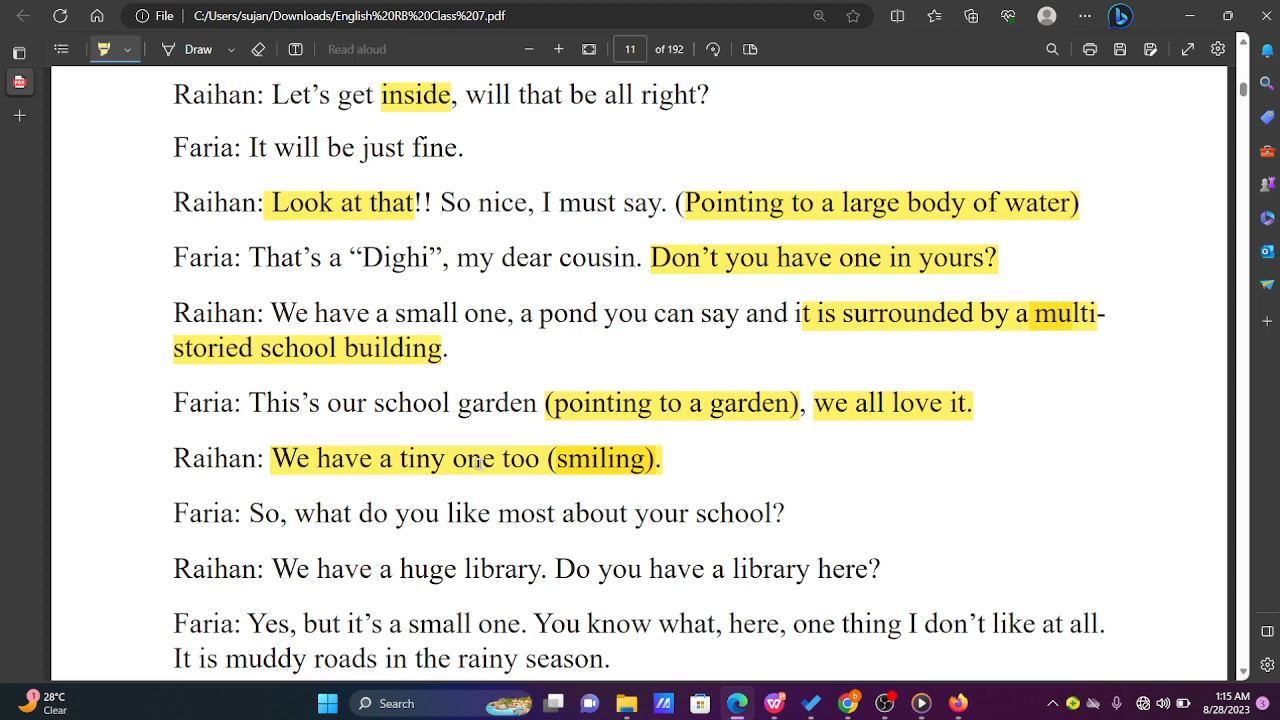 File C:/Users/sujan/Downloads/English%20RB%20Class%207.pdf
Draw Read aloud 11 of 192
Raihan: Let’s get inside, will that be all right?
Faria: It will be just fine.
Raihan: Look at that!! So nice, I must say. (Pointing to a large body of water)
Faria: That’s a “Dighi”, my dear cousin. Don’t you have one in yours?
Raihan: We have a small one, a pond you can say and it is surrounded by a multi-
storied school building.
Faria: This’s our school garden (pointing to a garden), we all love it.
Raihan: We have a tiny one too (smiling).
Faria: So, what do you like most about your school?
Raihan: We have a huge library. Do you have a library here?
Faria: Yes, but it’s a small one. You know what, here, one thing I don’t like at all.
It is muddy roads in the rainy season.
1 28°C
Clear
Search
1:15 AM
8/28/2023 3